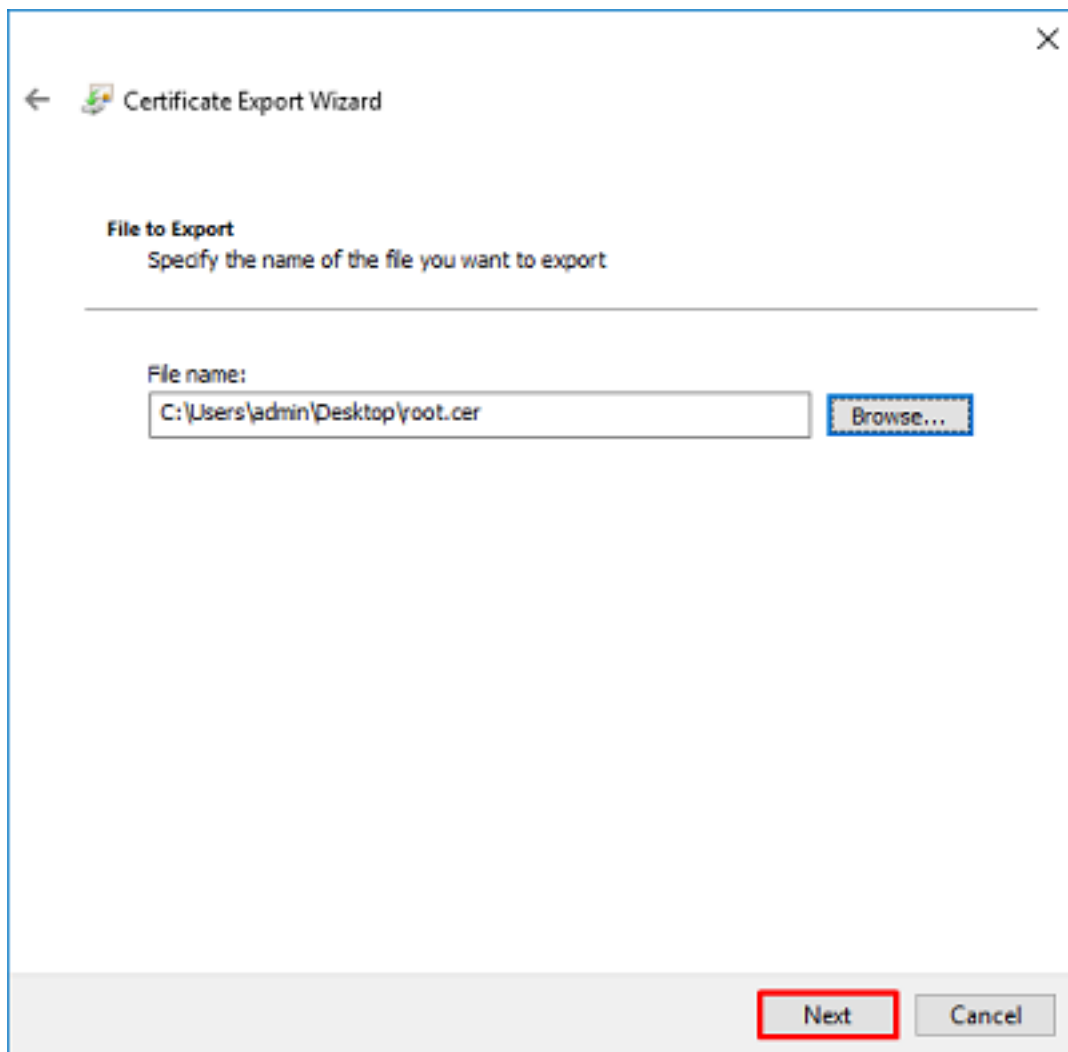 Certificate Export Wizard
File to Export
Specify the name of the file you want to export
File name:
C:\Users\admin\Desktop\root.cer
Browse...
Next
Cancel